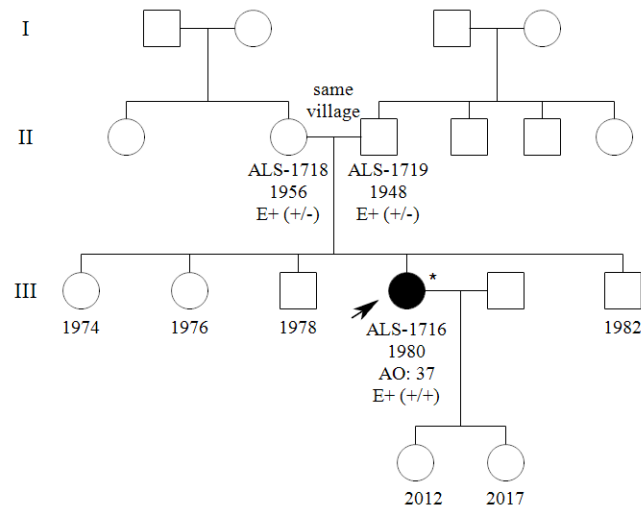 I
same
village
II
ALS-1718
1956
E+ (+/-)
ALS-1719
1948
E+ (+/-)
III
*
1974
1976
1978
ALS-1716
1980
AO: 37
E+ (+/+)
1982
2012
2017